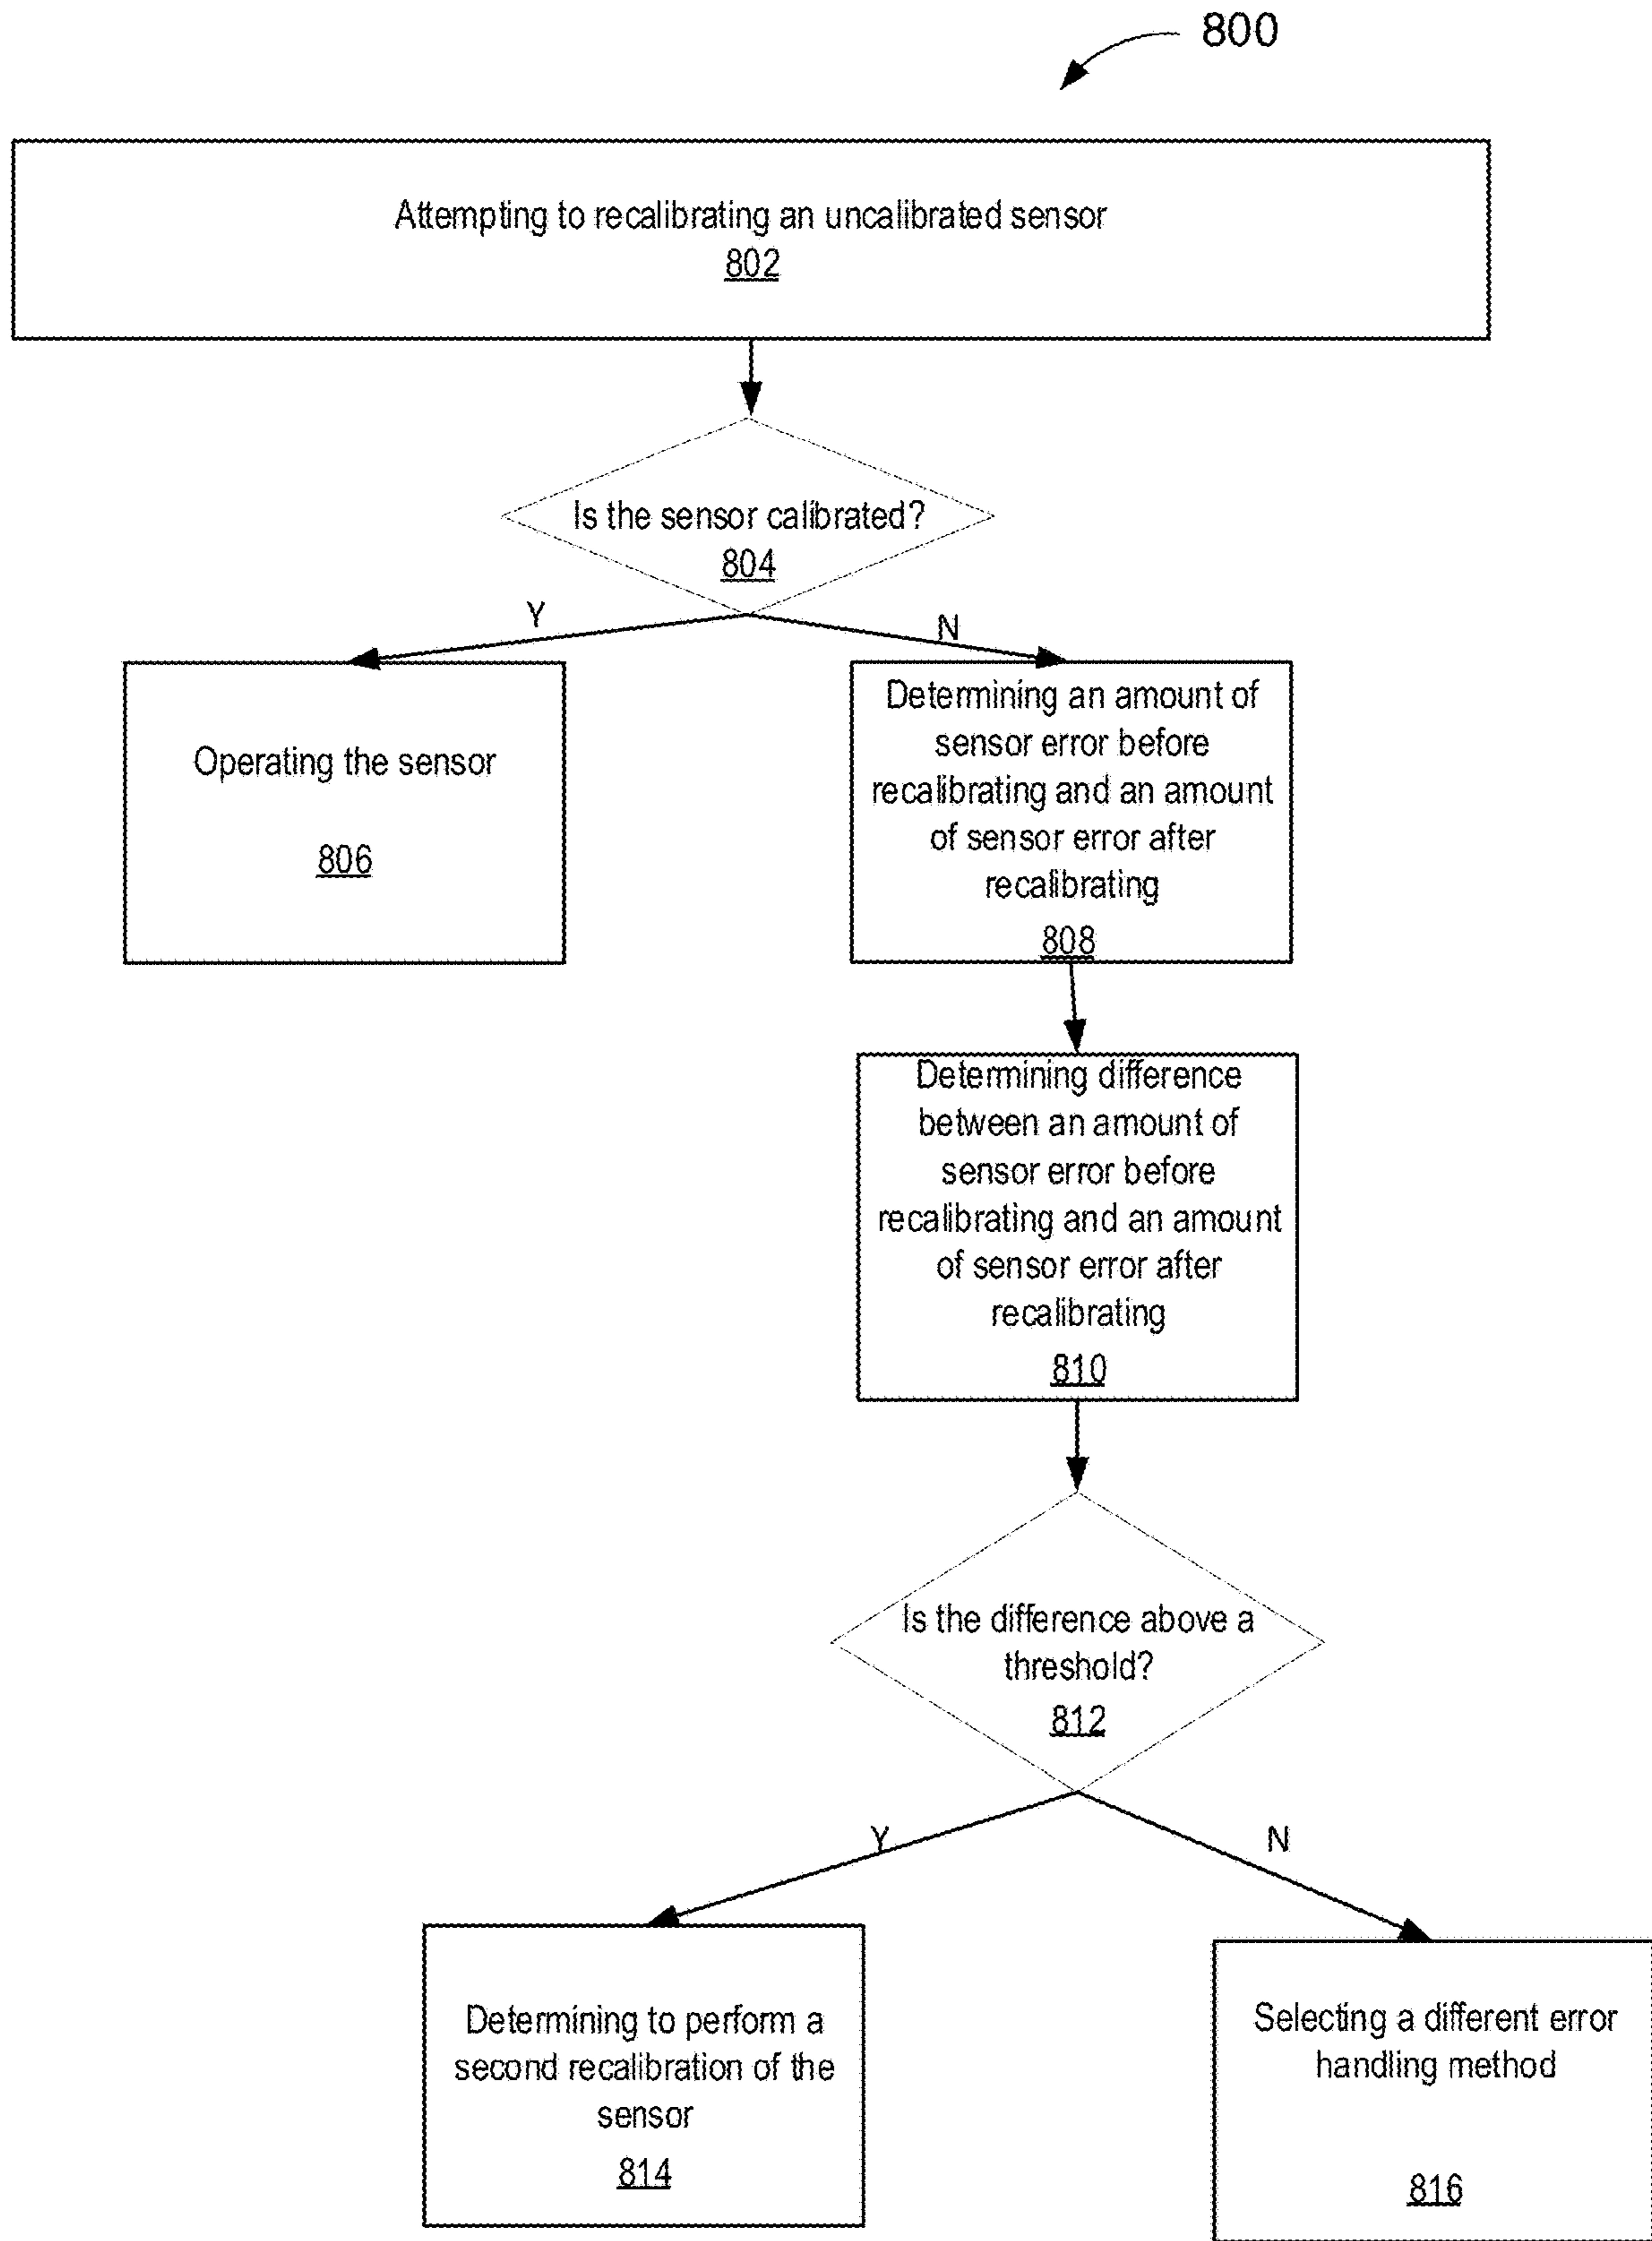 800
Attempting to recalibrating an uncalibrated sensor
802
Is the sensor calibrated?
804
Y
N
Operating the sensor
806
Determining an amount of
sensor error before
recalibrating and an amount
of sensor error after
recalibrating
808
Determining difference
between an amount of
sensor error before
recalibrating and an amount
of sensor error after
recalibrating
810
Is the difference above a
threshold?
812
Y
N
Determining to perform a
second recalibration of the
sensor
814
Selecting a different error
handling method
816